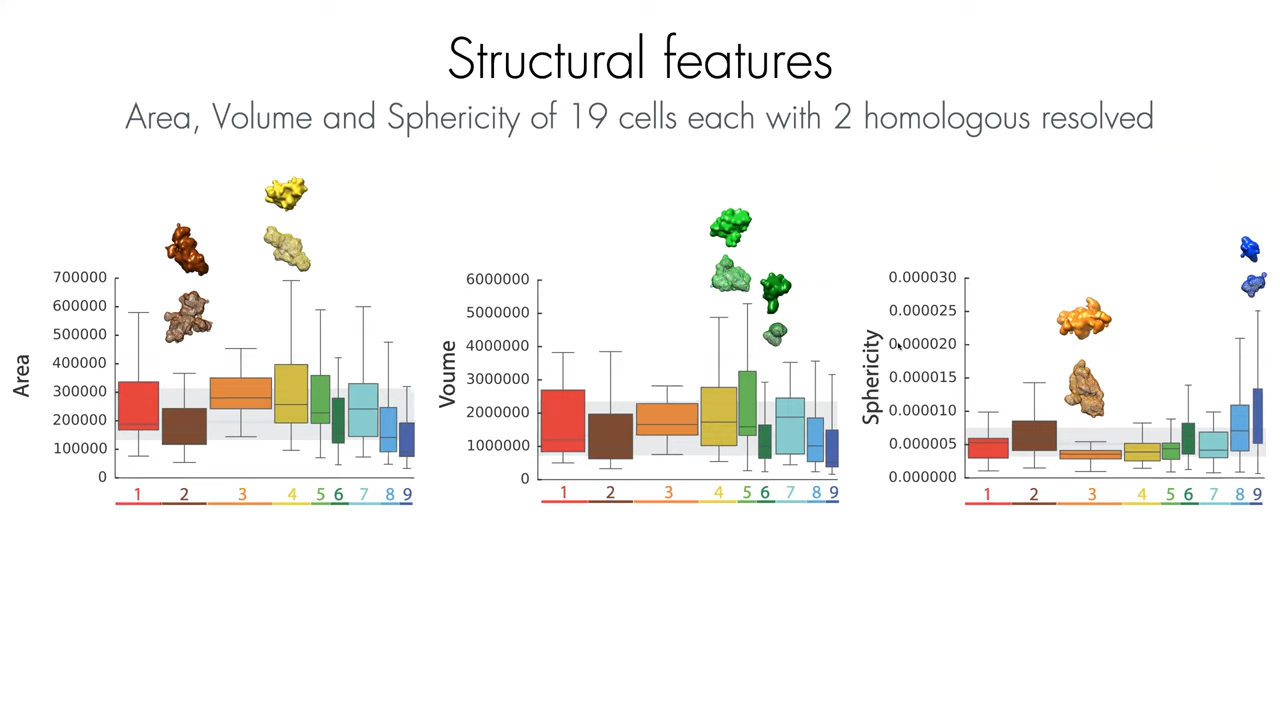 Structural features
Area, Volume and Sphericity of 19 cells each with 2 homologous resolved
Area
700000
600000
500000
400000
300000
200000
100000
0
1 2 3 4 5 6 7 8 9
Voume
6000000
5000000
4000000
3000000
2000000
1000000
0
1 2 3 4 5 6 7 8 9
Sphericity
0.000030
0.000025
0.000020
0.000015
0.000010
0.000005
0.000000
1 2 3 4 5 6 7 8 9